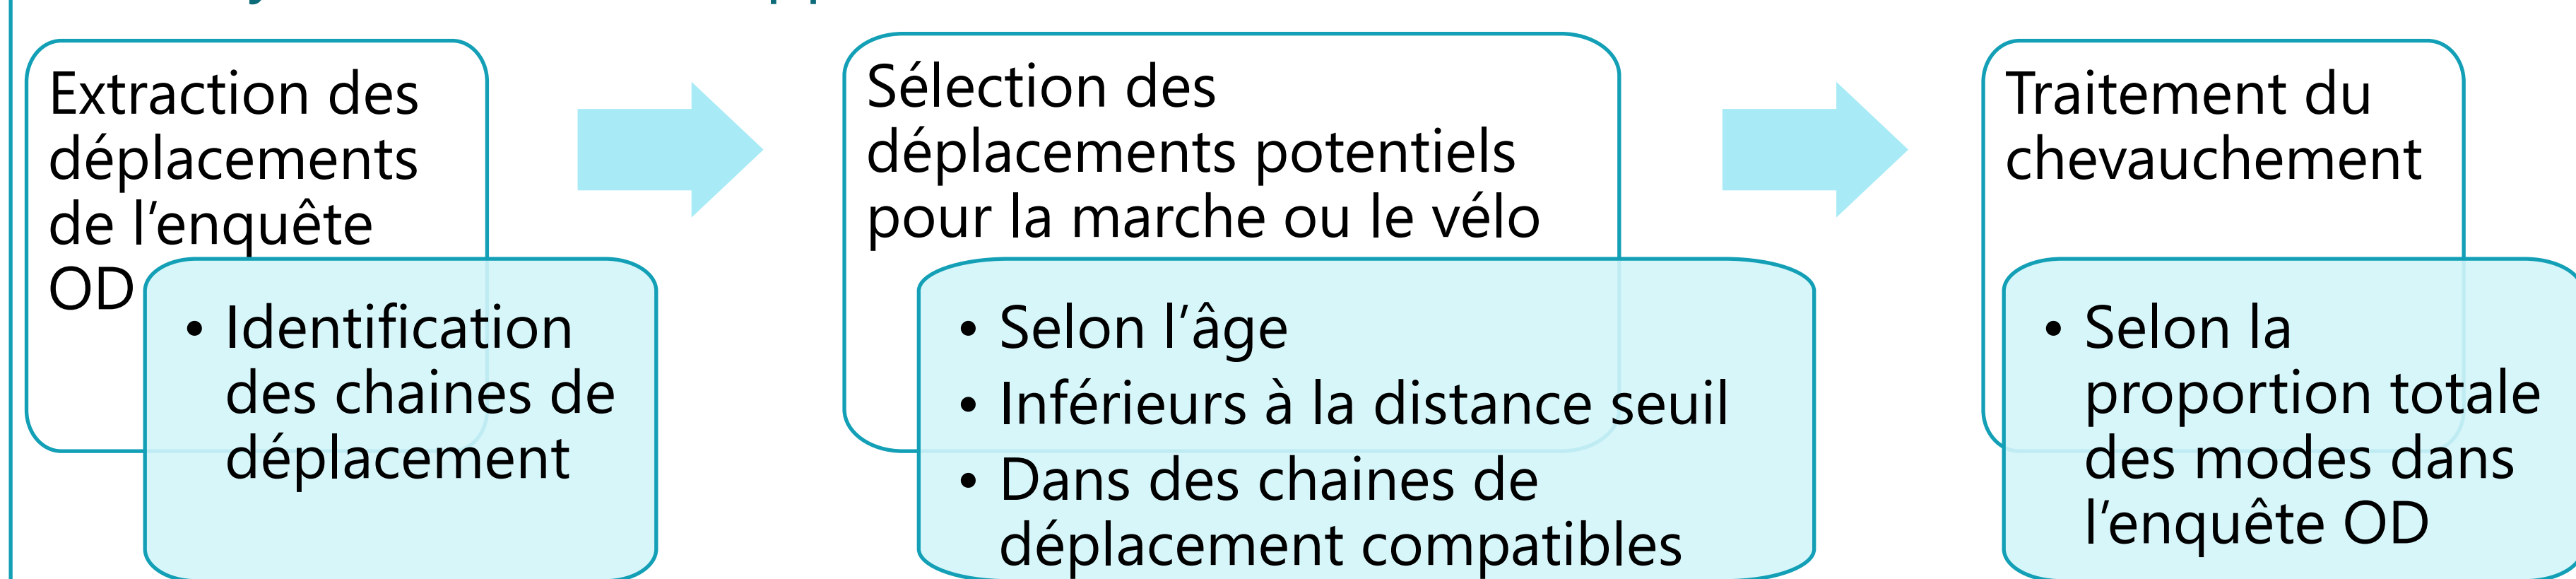 Extraction des
déplacements
de l’enquête
OD
• Identification
des chaines de
déplacement
Sélection des
déplacements potentiels
pour la marche ou le vélo
• Selon l’âge
• Inférieurs à la distance seuil
• Dans des chaines de
déplacement compatibles
Traitement du
chevauchement
• Selon la
proportion totale
des modes dans
l’enquête OD